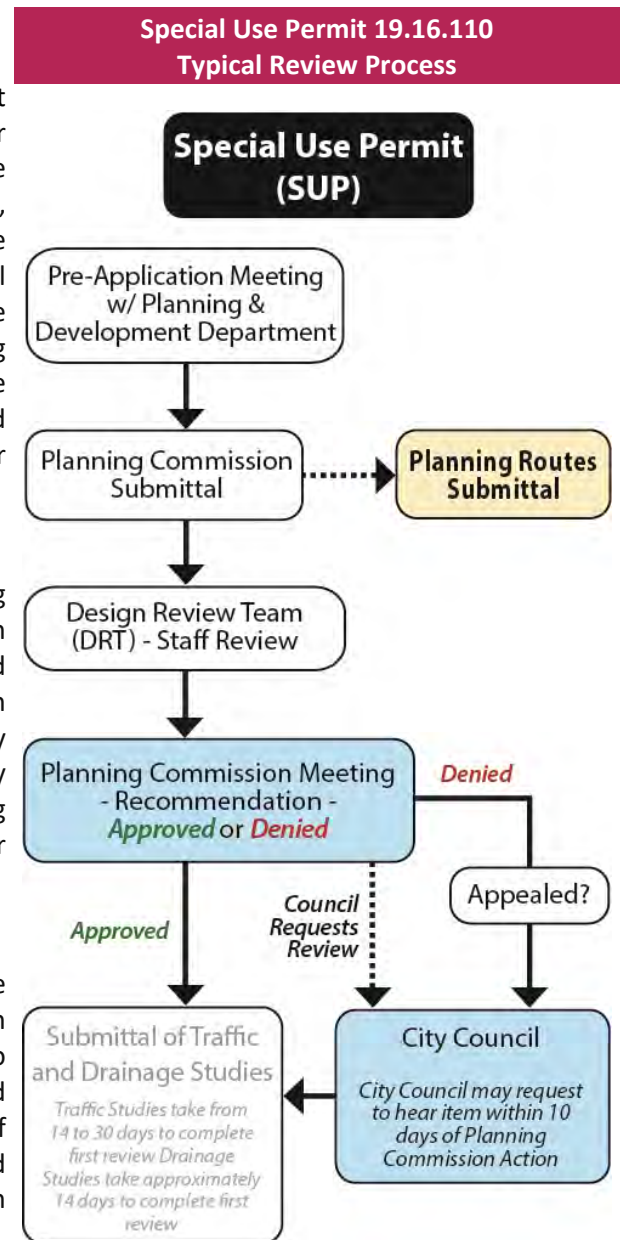 Special Use Permit 19.16.110
Typical Review Process
Special Use Permit
(SUP)
Pre-Application Meeting
w/ Planning &
Development Department
Planning Commission
Submittal
Planning Routes
Submittal
Design Review Team
(DRT) - Staff Review
Planning Commission Meeting
- Recommendation -
Approved or Denied
Denied
Appealed?
Approved
Council
Requests
Review
Submittal of Traffic
and Drainage Studies
Traffic Studies take from
14 to 30 days to complete
first review Drainage
Studies take approximately
14 days to complete first
review
City Council
City Council may request
to hear item within 10
days of Planning
Commission Action